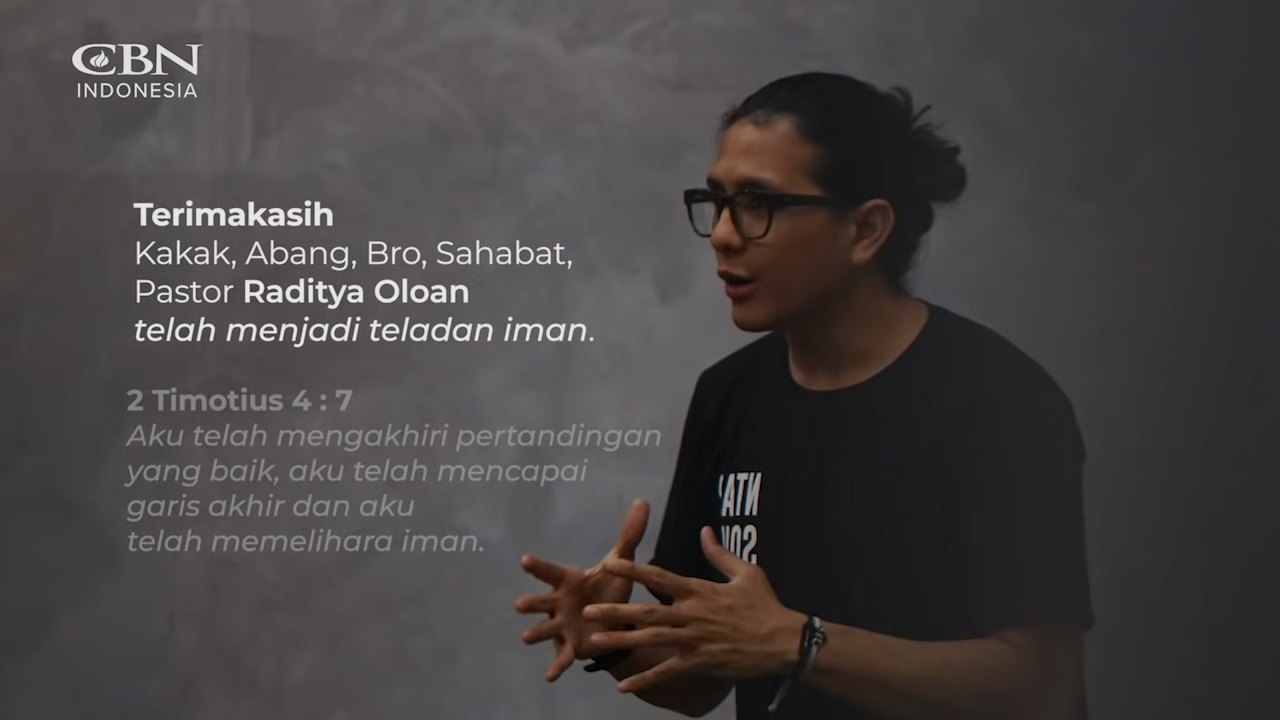 CBN
INDONESIA
Terimakasih
Kakak, Abang, Bro, Sahabat,
Pastor Raditya Oloan
telah menjadi teladan iman.
2 Timotius 4 : 7
Aku telah mengakhiri pertandingan
yang baik, aku telah mencapai
garis akhir dan aku
telah memelihara iman.